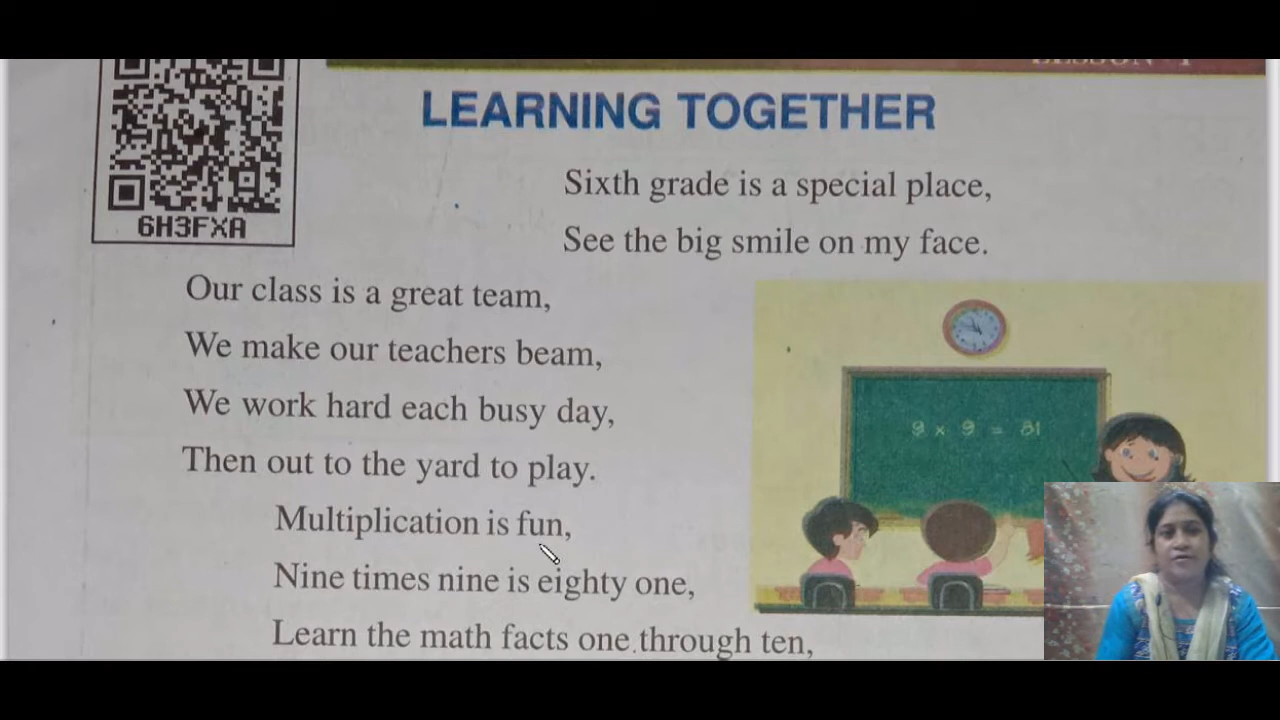 LESSON - 1
LEARNING TOGETHER
6H3FXA
Sixth grade is a special place,
See the big smile on my face.
Our class is a great team,
We make our teachers beam,
We work hard each busy day,
Then out to the yard to play.
9 x 9 = 81
Multiplication is fun,
Nine times nine is eighty one,
Learn the math facts one through ten,